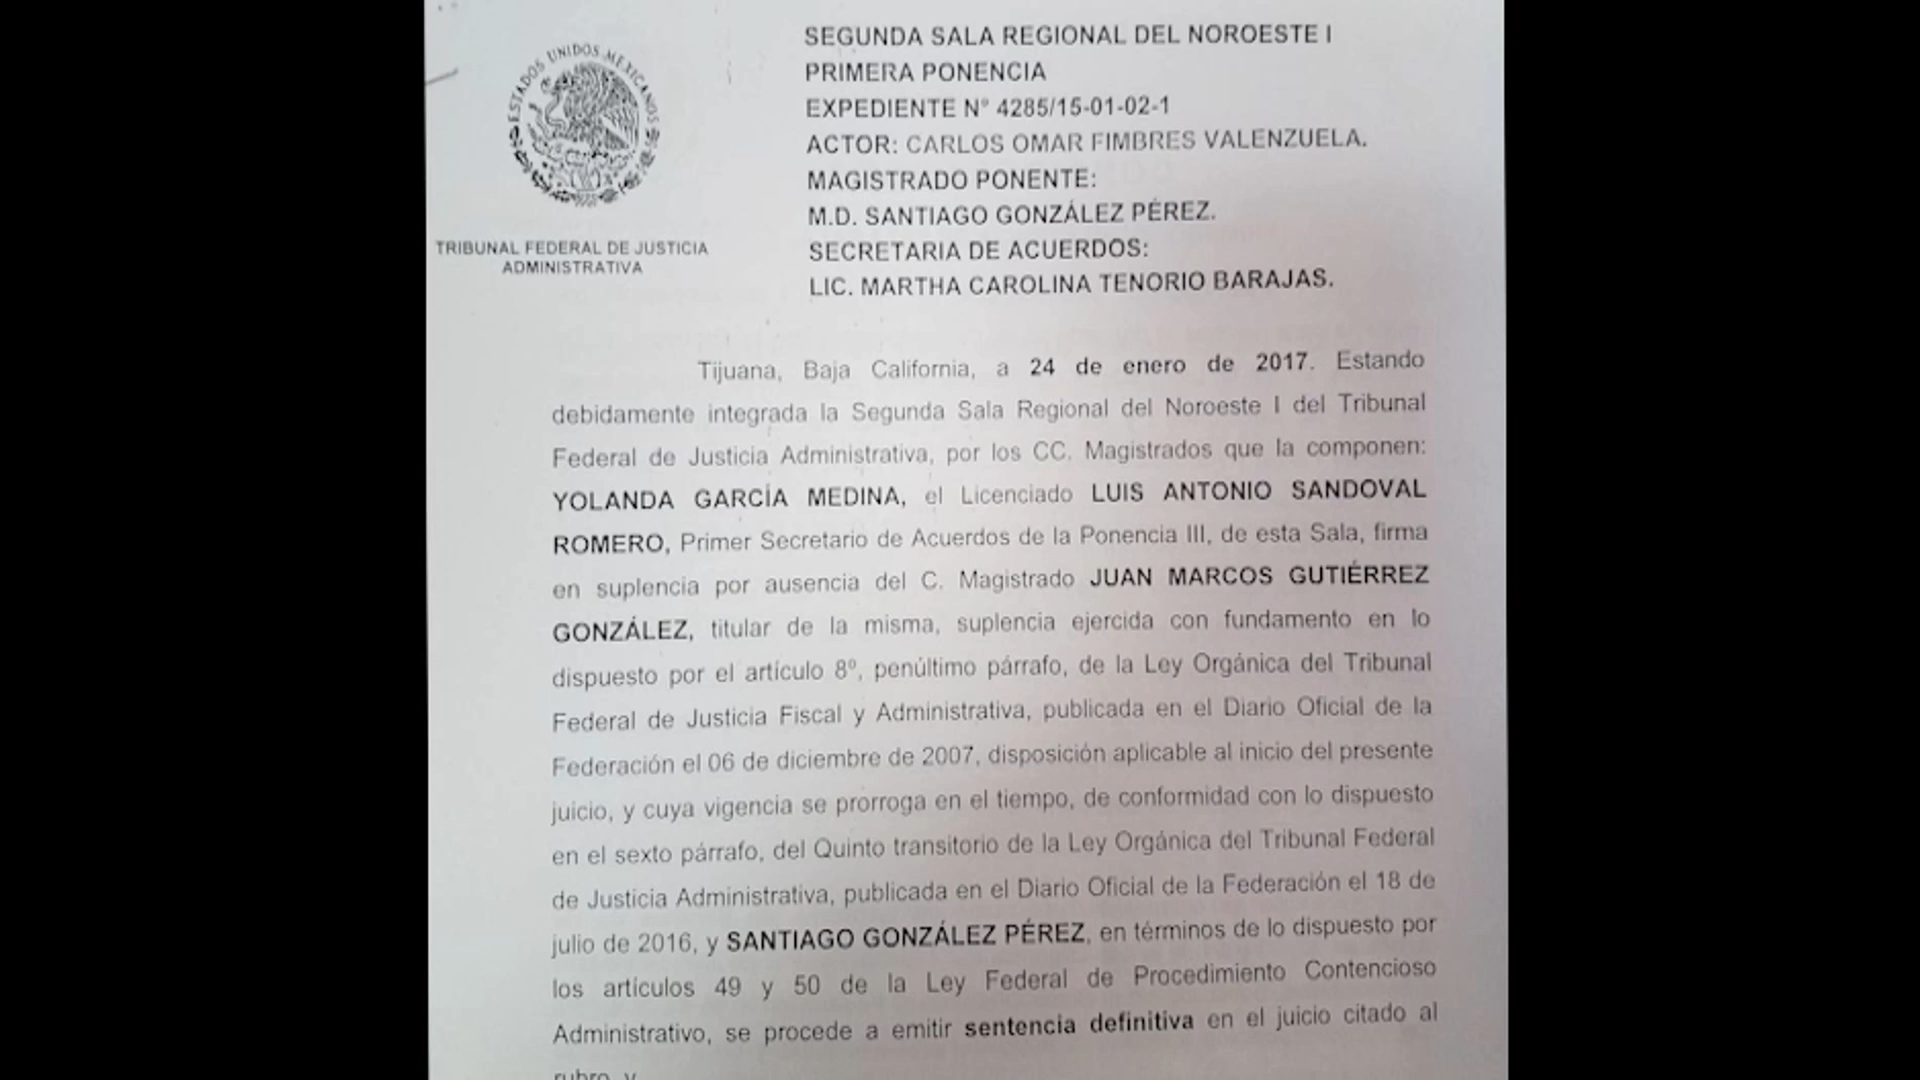 ESTADOS UNIDOS MEXICANOS
TRIBUNAL FEDERAL DE JUSTICIA
ADMINISTRATIVA
SEGUNDA SALA REGIONAL DEL NOROESTE I
PRIMERA PONENCIA
EXPEDIENTE N° 4285/15-01-02-1
ACTOR: CARLOS OMAR FIMBRES VALENZUELA.
MAGISTRADO PONENTE:
M.D. SANTIAGO GONZÁLEZ PÉREZ.
SECRETARIA DE ACUERDOS:
LIC. MARTHA CAROLINA TENORIO BARAJAS.
Tijuana, Baja California, a 24 de enero de 2017. Estando
debidamente integrada la Segunda Sala Regional del Noroeste I del Tribunal
Federal de Justicia Administrativa, por los CC. Magistrados que la componen:
YOLANDA GARCÍA MEDINA, el Licenciado LUIS ANTONIO SANDOVAL
ROMERO, Primer Secretario de Acuerdos de la Ponencia III, de esta Sala, firma
en suplencia por ausencia del C. Magistrado JUAN MARCOS GUTIÉRREZ
GONZÁLEZ, titular de la misma, suplencia ejercida con fundamento en lo
dispuesto por el artículo 8º, penúltimo párrafo, de la Ley Orgánica del Tribunal
Federal de Justicia Fiscal y Administrativa, publicada en el Diario Oficial de la
Federación el 06 de diciembre de 2007, disposición aplicable al inicio del presente
juicio, y cuya vigencia se prorroga en el tiempo, de conformidad con lo dispuesto
en el sexto párrafo, del Quinto transitorio de la Ley Orgánica del Tribunal Federal
de Justicia Administrativa, publicada en el Diario Oficial de la Federación el 18 de
julio de 2016, y SANTIAGO GONZÁLEZ PÉREZ, en términos de lo dispuesto por
los artículos 49 y 50 de la Ley Federal de Procedimiento Contencioso
Administrativo, se procede a emitir sentencia definitiva en el juicio citado al
rubro, y